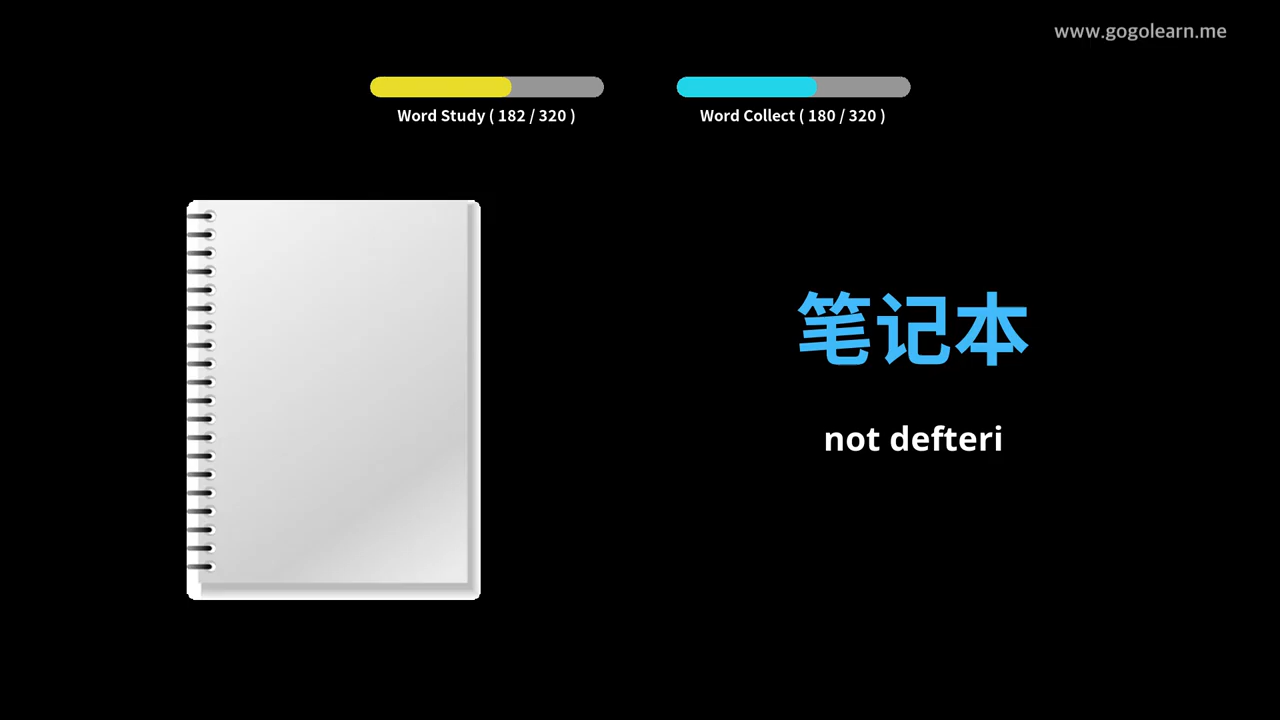 www.gogolearn.me
Word Study ( 182 / 320 )
Word Collect ( 180 / 320 )
笔记本
not defteri